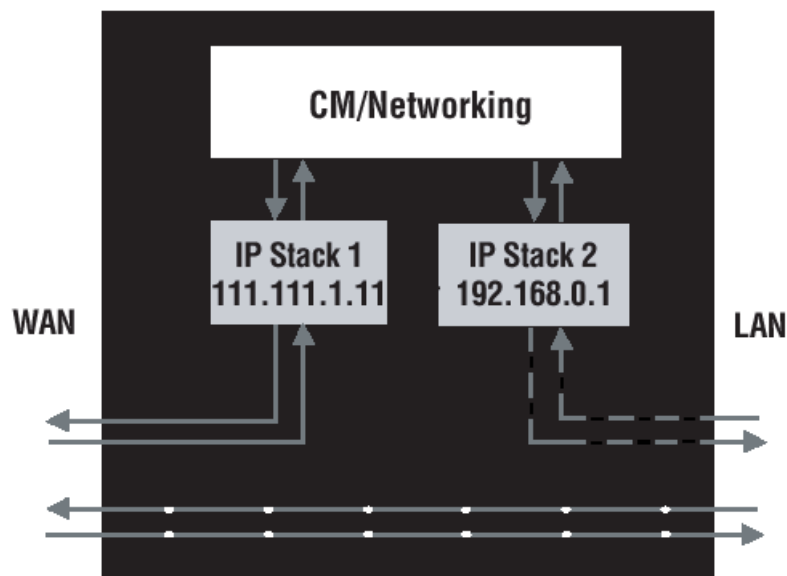 CM/Networking
IP Stack 1
111.111.1.11
IP Stack 2
192.168.0.1
WAN
LAN